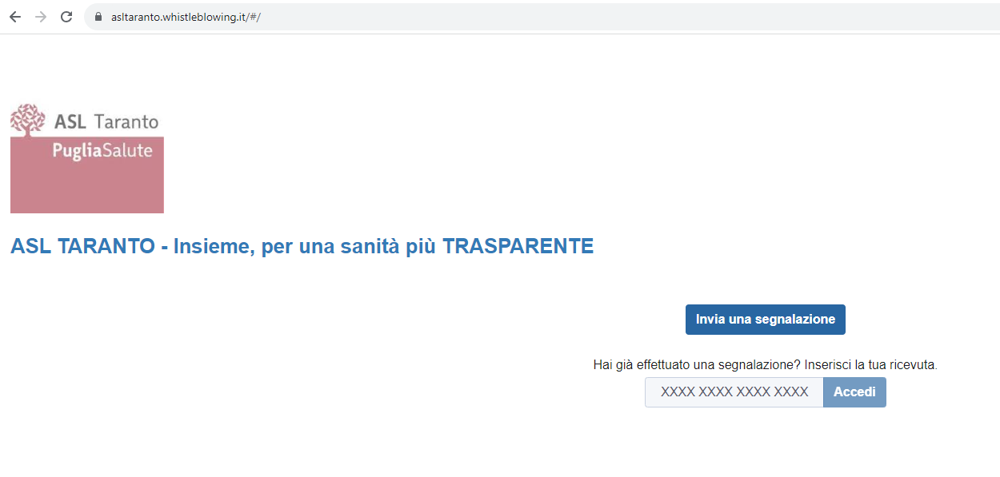 asltaranto.whistleblowing.it/#/
ASL Taranto
PugliaSalute
ASL TARANTO - Insieme, per una sanità più TRASPARENTE
Invia una segnalazione
Hai già effettuato una segnalazione? Inserisci la tua ricevuta.
XXXX XXXX XXXX XXXX Accedi